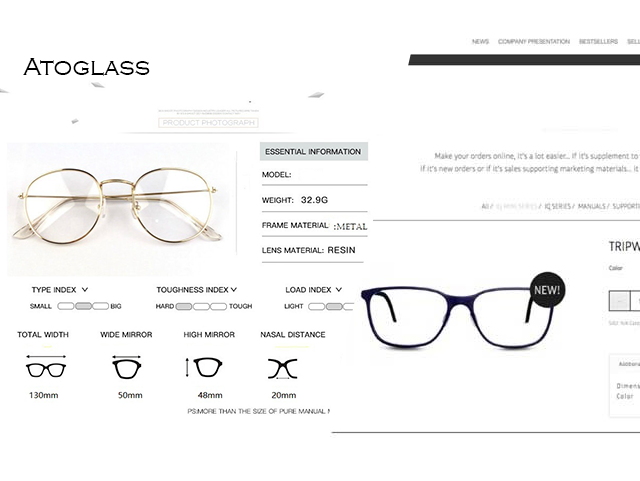 NEWS COMPANY PRESENTATION BESTSELLERS SELL
ATOGLASS
PRODUCT PHOTOGRAPH
ESSENTIAL INFORMATION
MODEL:
WEIGHT: 32.9G
FRAME MATERIAL :METAL
LENS MATERIAL: RESIN
TYPE INDEX TOUGHNESS INDEX LOAD INDEX
SMALL BIG HARD TOUGH LIGHT
TOTAL WIDTH WIDE MIRROR HIGH MIRROR NASAL DISTANCE
130mm 50mm 48mm 20mm
PS:MORE THAN THE SIZE OF PURE MANUAL
Make your orders online, it's a lot easier... If it's supplement to
If it's new orders or if it's sales supporting marketing materials... it
All / IQ SERIES / MANUALS / SUPPORT
TRIPW
Color
NEW!
Additiona
Dimens
Color